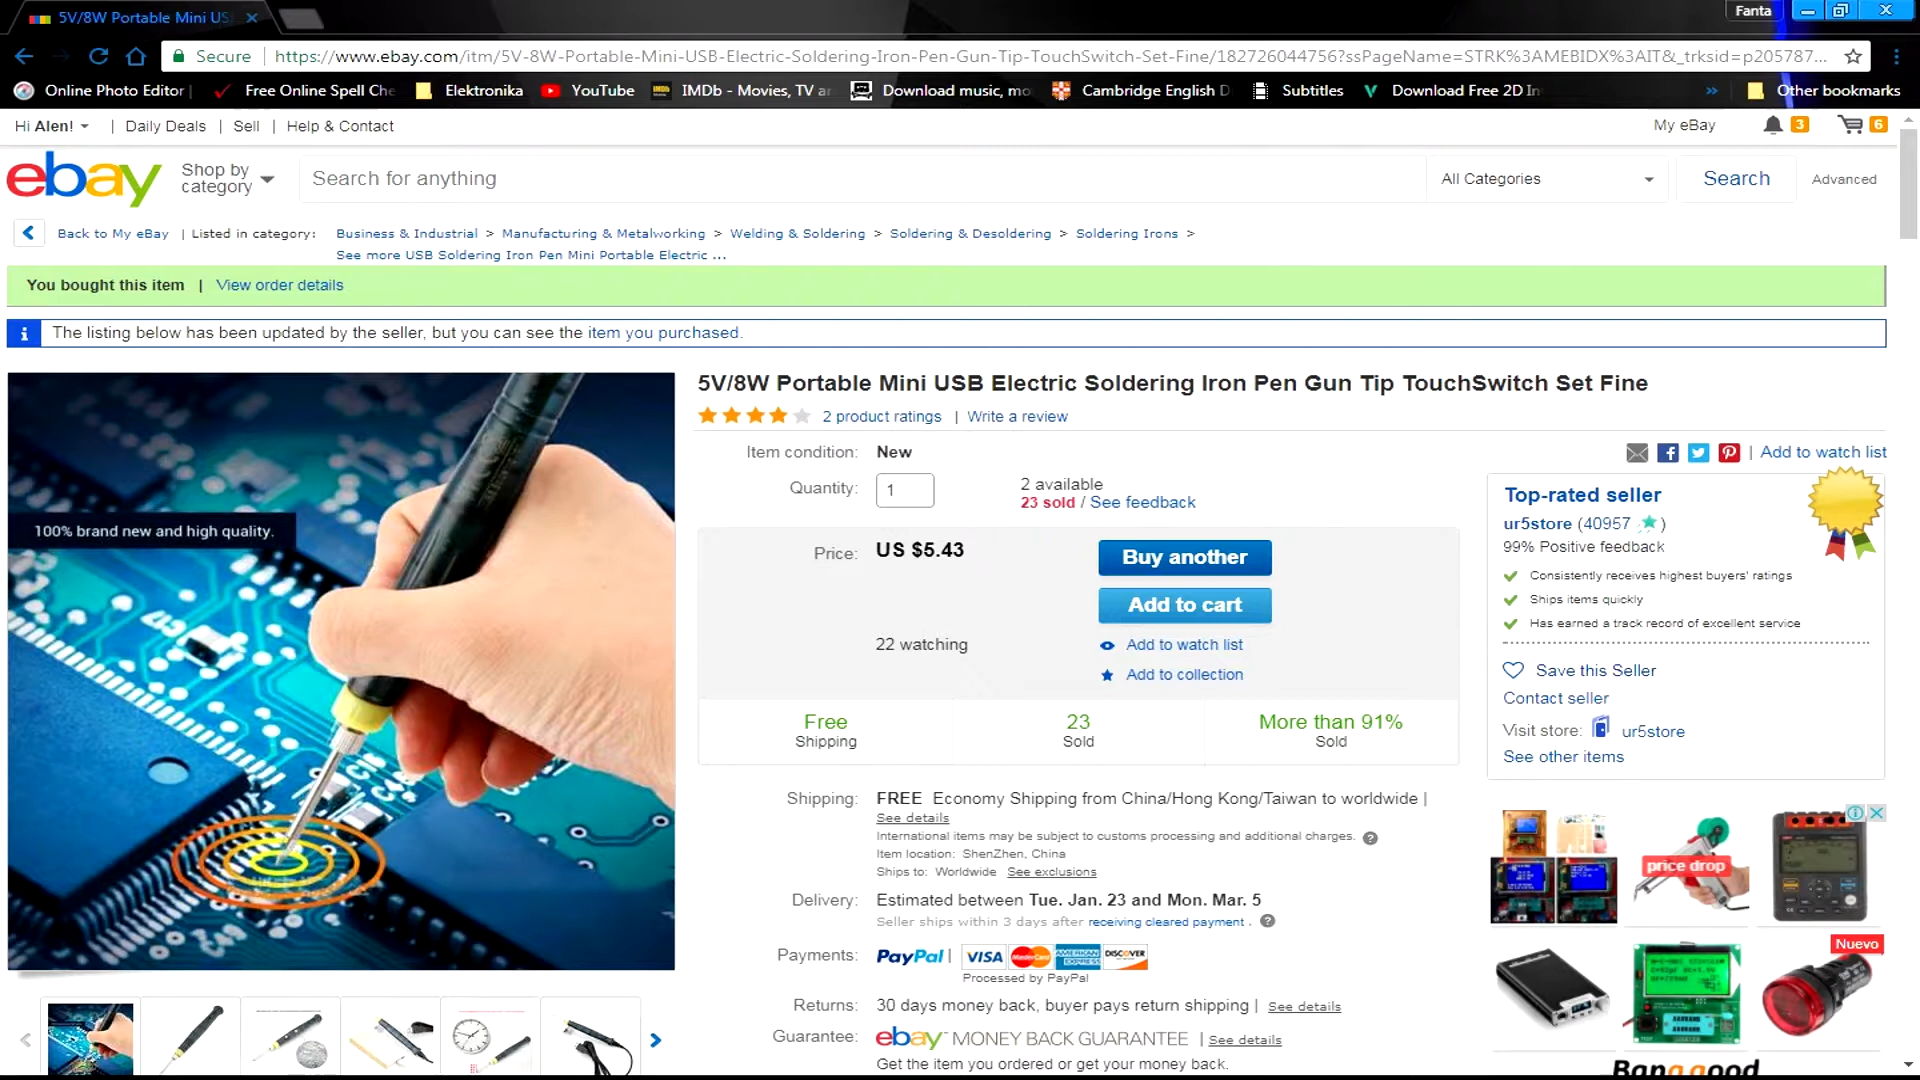 5V/8W Portable Mini US
Fanta
Secure
https://www.ebay.com/itm/5V-8W-Portable-Mini-USB-Electric-Soldering-Iron-Pen-Gun-Tip-TouchSwitch-Set-Fine/182726044756?ssPageName=STRK%3AMEBIDX%3AIT&_trksid=p205787...
Online Photo Editor Free Online Spell Che Elektronika YouTube IMDb - Movies, TV ar Download music, mo Cambridge English D Subtitles Download Free 2D In » Other bookmarks
Hi Alen! | Daily Deals | Sell | Help & Contact My eBay 3 6
ebay Shop by category Search for anything All Categories Search Advanced
Back to My eBay | Listed in category: Business & Industrial > Manufacturing & Metalworking > Welding & Soldering > Soldering & Desoldering > Soldering Irons >
See more USB Soldering Iron Pen Mini Portable Electric ...
You bought this item | View order details
i The listing below has been updated by the seller, but you can see the item you purchased.
100% brand new and high quality.
5V/8W Portable Mini USB Electric Soldering Iron Pen Gun Tip TouchSwitch Set Fine
2 product ratings | Write a review
Item condition: New
Quantity: 1
2 available
23 sold / See feedback
Price: US $5.43
Buy another
Add to cart
22 watching
Add to watch list
Add to collection
Free
Shipping
23
Sold
More than 91%
Sold
Shipping: FREE Economy Shipping from China/Hong Kong/Taiwan to worldwide |
See details
International items may be subject to customs processing and additional charges. ?
Item location: ShenZhen, China
Ships to: Worldwide See exclusions
Delivery: Estimated between Tue. Jan. 23 and Mon. Mar. 5
Seller ships within 3 days after receiving cleared payment . ?
Payments: PayPal | VISA MasterCard AMERICAN EXPRESS DISCOVER
Processed by PayPal
Returns: 30 days money back, buyer pays return shipping | See details
Guarantee: ebay MONEY BACK GUARANTEE | See details
Get the item you ordered or get your money back.
| Add to watch list
Top-rated seller
ur5store (40957 )
99% Positive feedback
Consistently receives highest buyers' ratings
Ships items quickly
Has earned a track record of excellent service
Save this Seller
Contact seller
Visit store: ur5store
See other items
price drop
Nuevo
Banggood